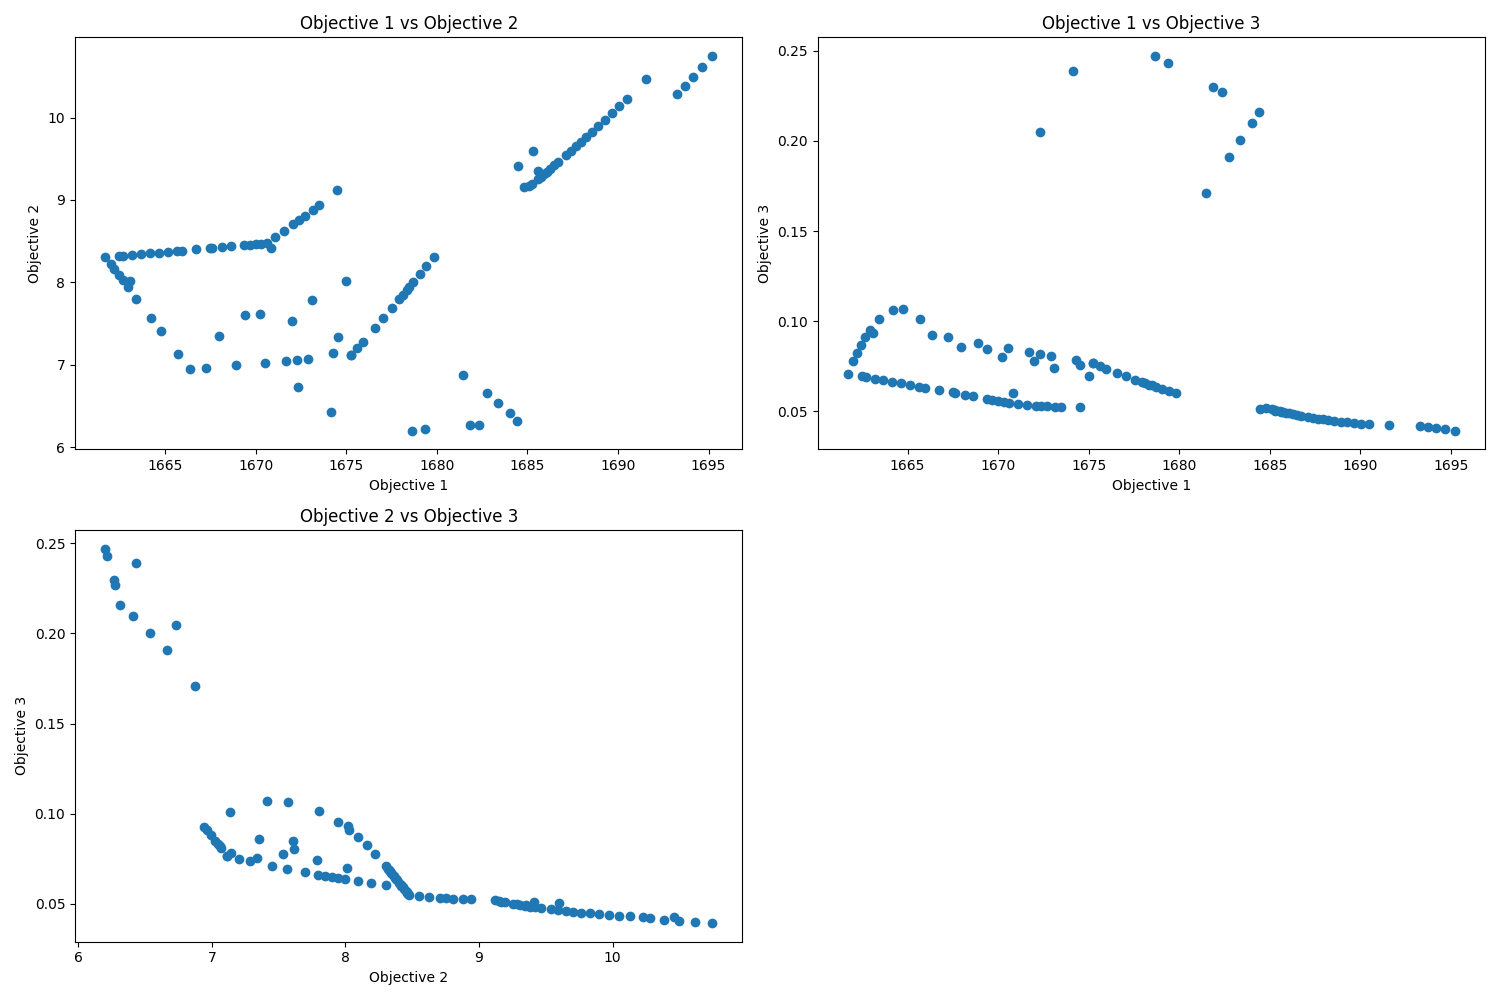 Objective 1 vs Objective 2
10
9
8
7
6
Objective 2
1665 1670 1675 1680 1685 1690 1695
Objective 1
Objective 1 vs Objective 3
0.25
0.20
0.15
0.10
0.05
Objective 3
1665 1670 1675 1680 1685 1690 1695
Objective 1
Objective 2 vs Objective 3
0.25
0.20
0.15
0.10
0.05
Objective 3
6 7 8 9 10
Objective 2